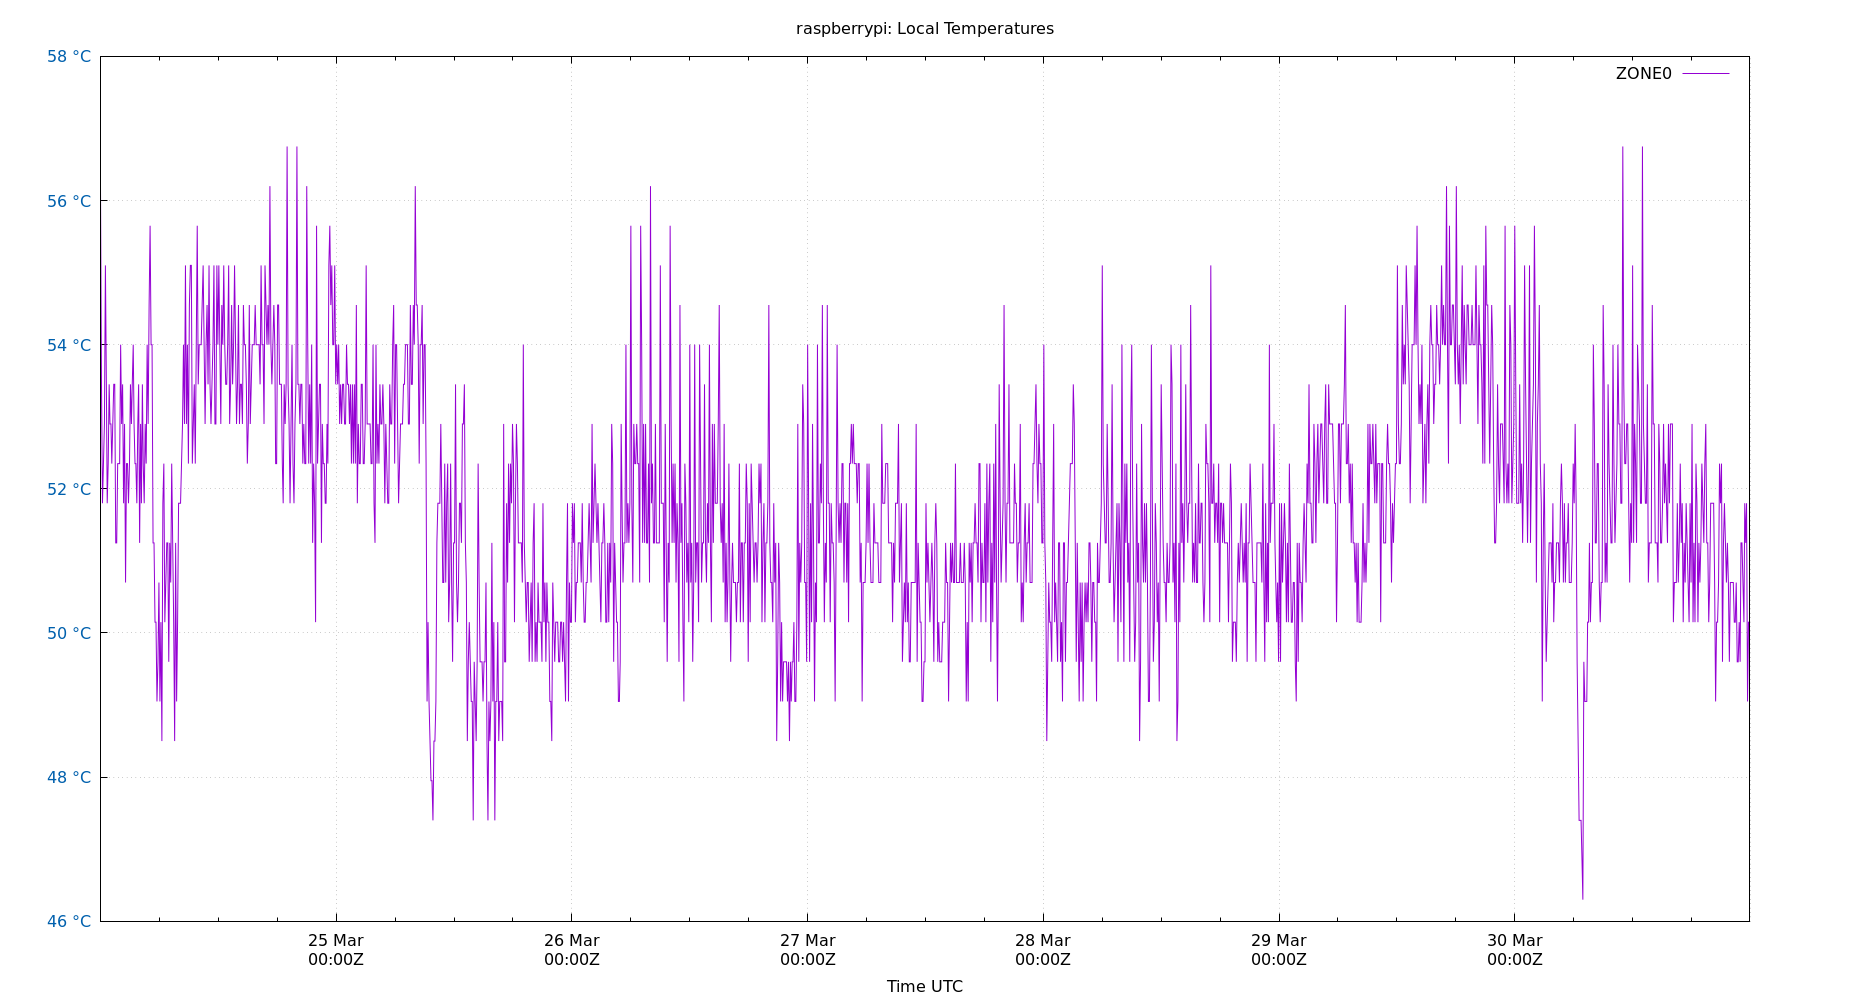 raspberrypi: Local Temperatures
58 °C
ZONE0
56 °C
54 °C
52 °C
50 °C
48 °C
46 °C
25 Mar 26 Mar 27 Mar 28 Mar 29 Mar 30 Mar
00:00Z 00:00Z 00:00Z 00:00Z 00:00Z 00:00Z
Time UTC